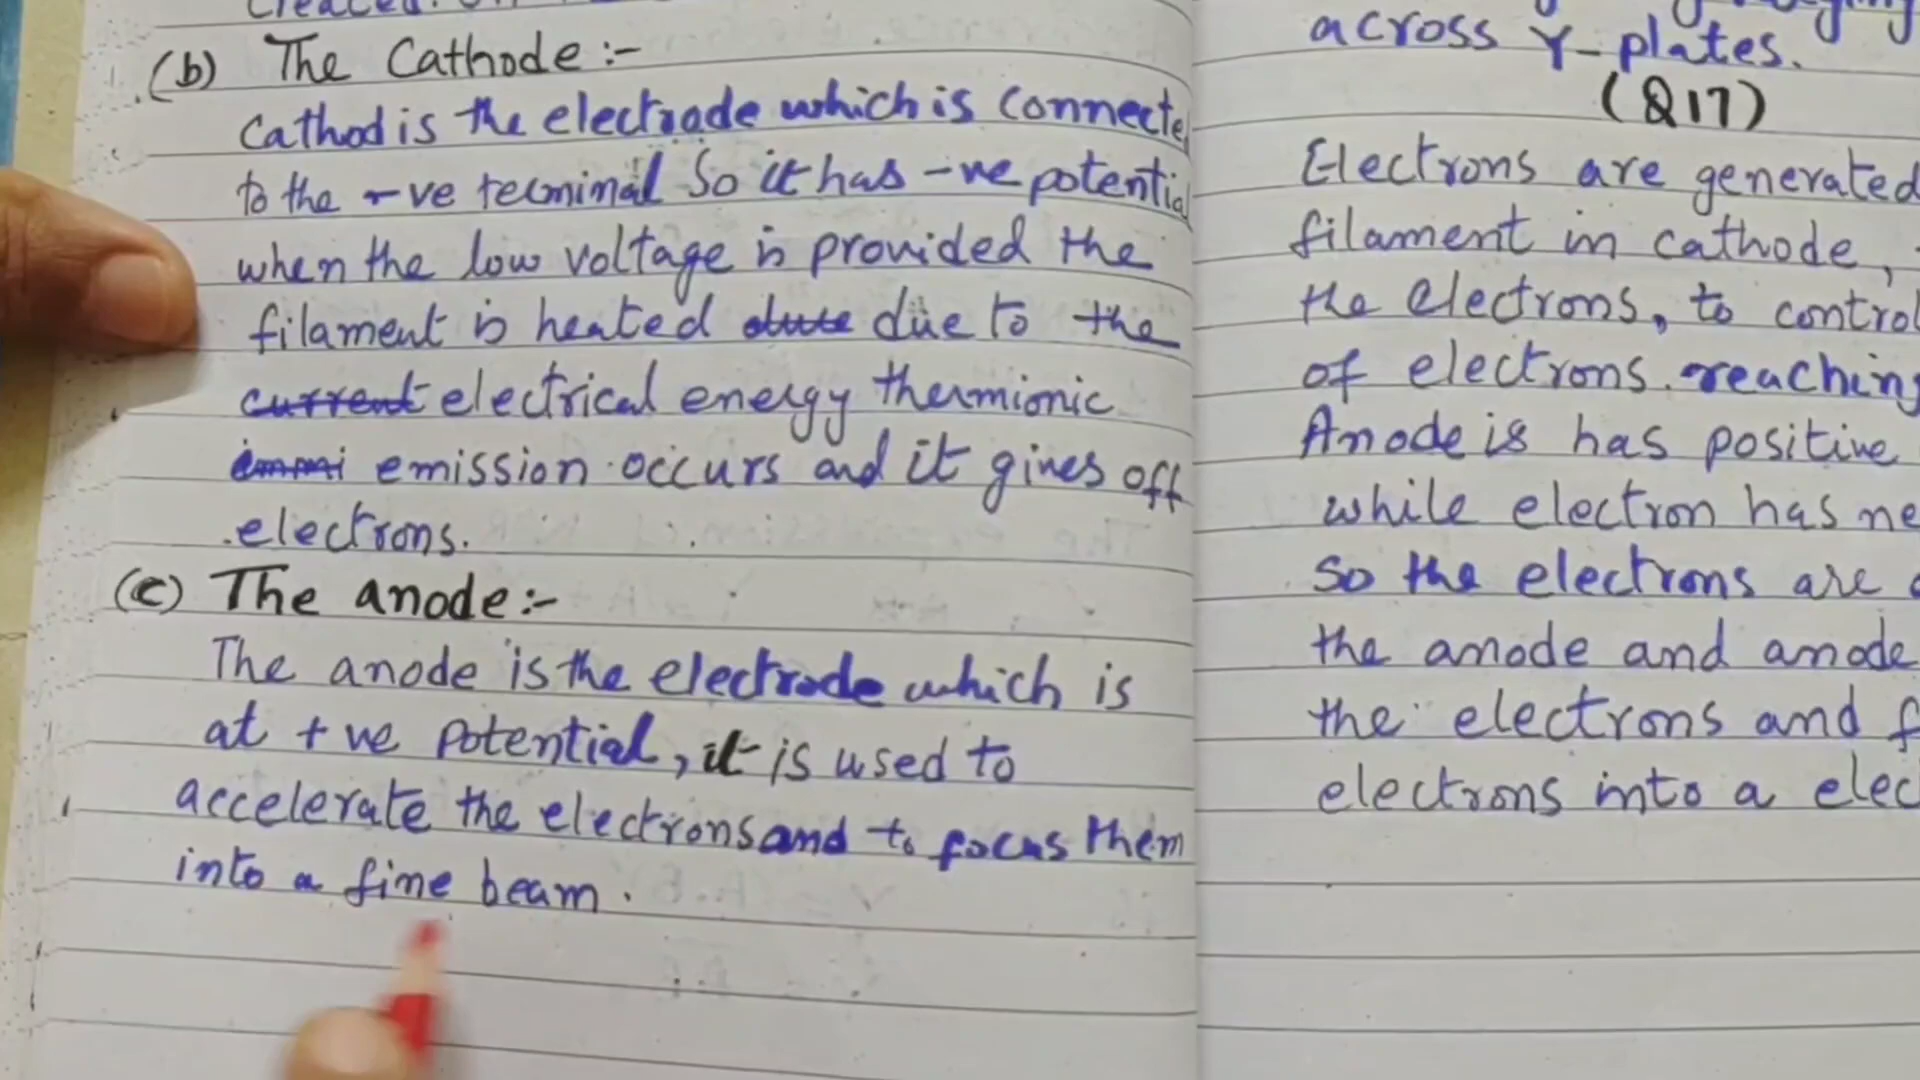 (b) The Cathode :-
Cathod is the electrode which is connecte
to the -ve terminal So it has -ve potentia
when the low voltage is provided the
filament is heated due to the
current electrical energy thermionic
emission occurs and it gives off
electrons.
(c) The anode :-
The anode is the electrode which is
at +ve potential, it is used to
accelerate the electrons and to focus them
into a fine beam.
across Y-plates.
(Q17)
Electrons are generated
filament in cathode,
the electrons, to control
of electrons reaching
Anode is has positive
while electron has ne
so the electrons are
the anode and anode
the electrons and f
electrons into a elec